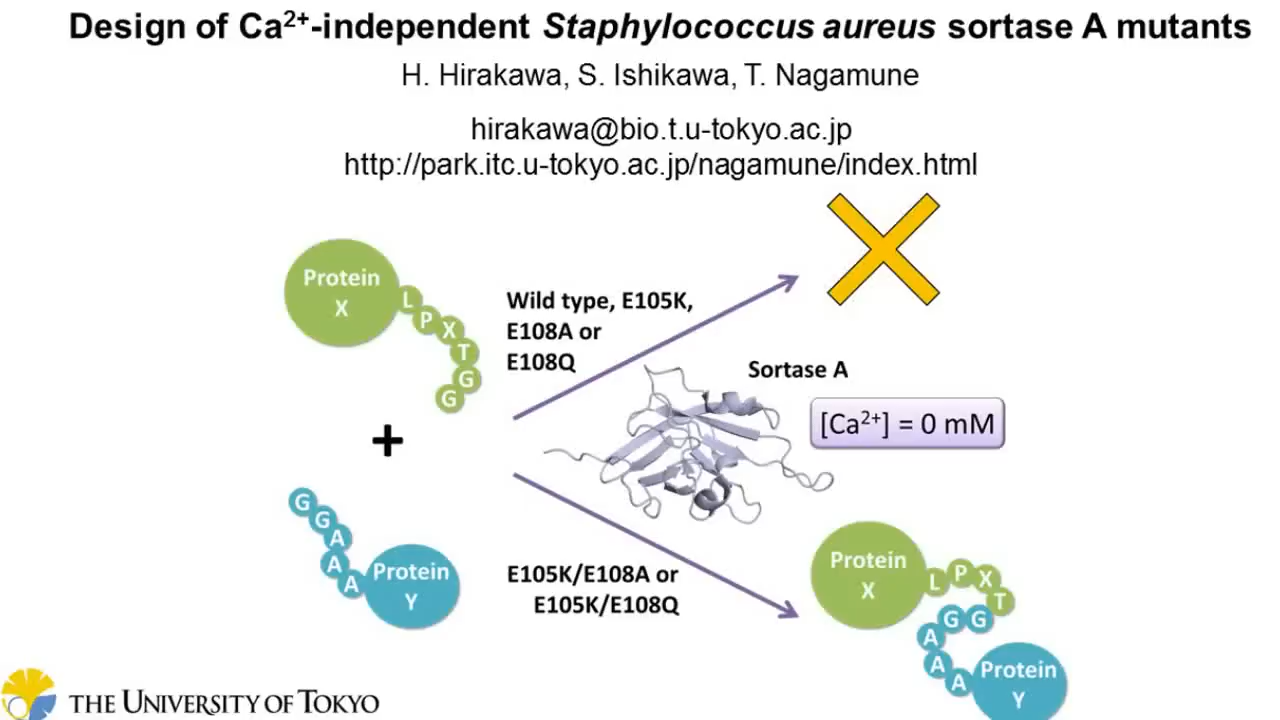 Design of Ca²⁺-independent Staphylococcus aureus sortase A mutants
H. Hirakawa, S. Ishikawa, T. Nagamune
hirakawa@bio.t.u-tokyo.ac.jp
http://park.itc.u-tokyo.ac.jp/nagamune/index.html
Protein
X
L
P
X
T
G
G
+
G
G
A
A
A
Protein
Y
Wild type, E105K,
E108A or
E108Q
Sortase A
[Ca²⁺] = 0 mM
E105K/E108A or
E105K/E108Q
Protein
X
L
P
X
T
G
G
A
A
A
Protein
Y
THE UNIVERSITY OF TOKYO